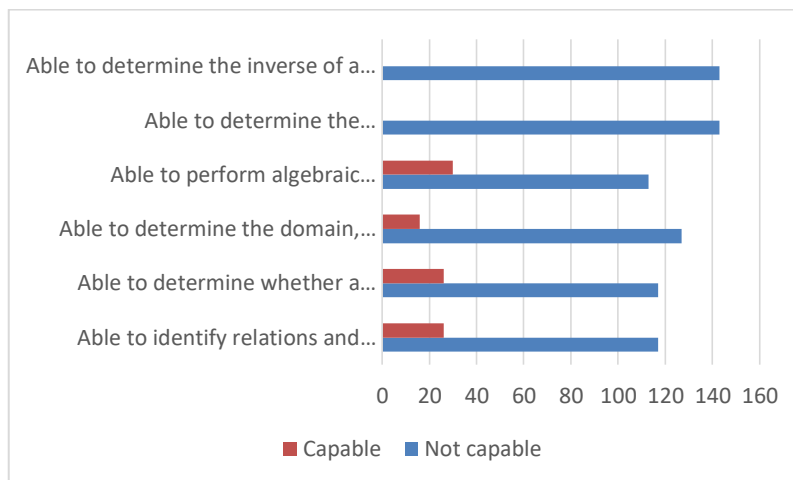 Able to determine the inverse of a...
Able to determine the...
Able to perform algebraic...
Able to determine the domain,...
Able to determine whether a...
Able to identify relations and...
0 20 40 60 80 100 120 140 160
Capable Not capable